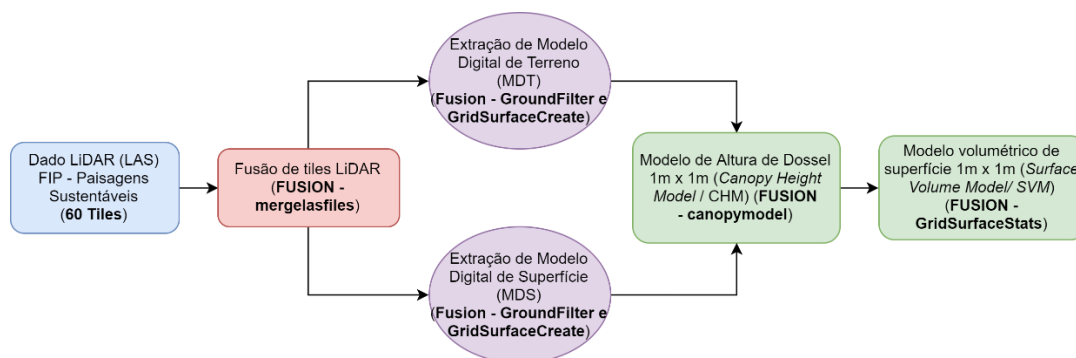 Dado LiDAR (LAS)
FIP - Paisagens
Sustentáveis
(60 Tiles)
Fusão de tiles LiDAR
(FUSION -
mergelasfiles)
Extração de Modelo
Digital de Terreno
(MDT)
(Fusion - GroundFilter e
GridSurfaceCreate)
Extração de Modelo
Digital de Superfície
(MDS)
(Fusion - GroundFilter e
GridSurfaceCreate)
Modelo de Altura de Dossel
1m x 1m (Canopy Height
Model / CHM) (FUSION
- canopymodel)
Modelo volumétrico de
superfície 1m x 1m (Surface
Volume Model/ SVM)
(FUSION -
GridSurfaceStats)